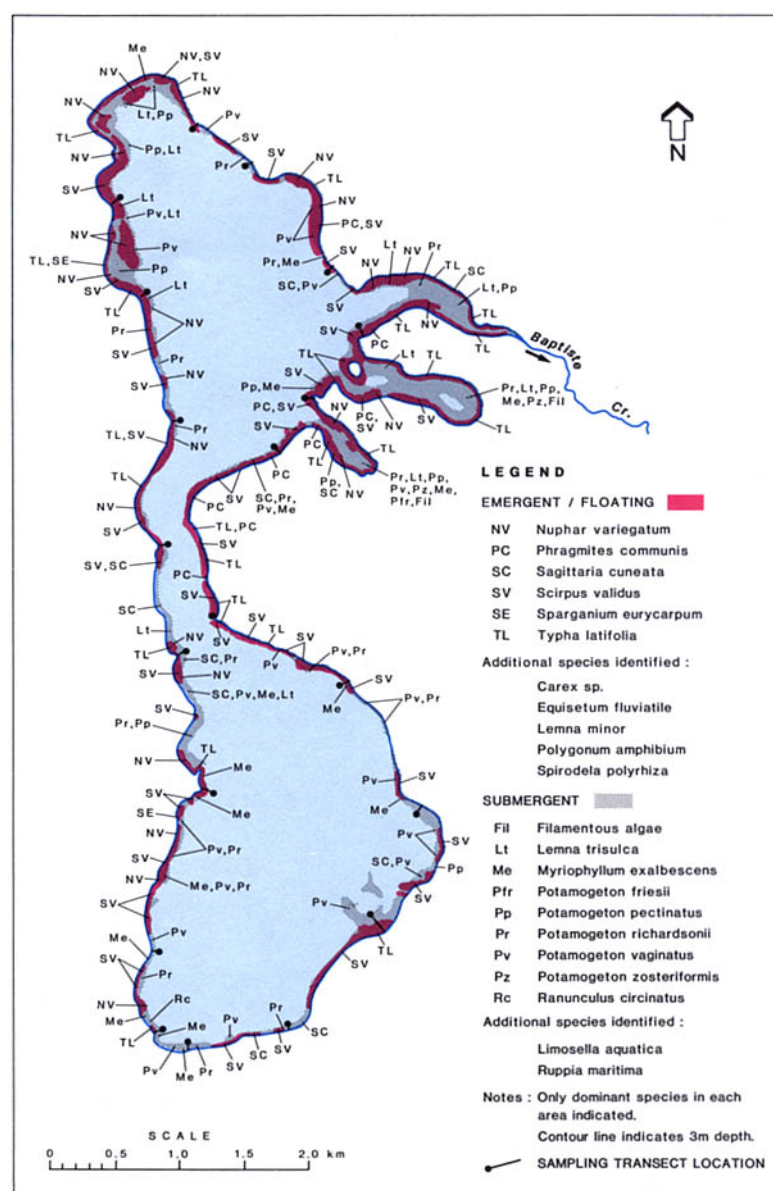 Me
NV
NV,SV
TL
NV
NV
Lt,Pp
Pv
SV
TL
Pp,Lt
Pr
NV
N
NV
SV
TL
SV
Lt
NV
Pv,Lt
PC,SV
NV
Pv
Pv
SV
Pr
TL,SE
Pp
Pr,Me
Lt
NV
TL
SC
NV
NV
Lt,Pp
SV
Lt
SC,Pv
TL
SV
TL
NV
Pr
SV
TL
NV
TL
Baptiste
SV
Pr
PC
TL
Lt
TL
NV
SV
SV
Pp,Me
Pr,Lt,Pp,
Me,Pz,Fil
Cr.
PC,SV
NV
PC,
SV
NV
SV
Pr
SV
TL
TL,SV
NV
PC
TL
PC
TL
Pp,
SC
NV
Pr,Lt,Pp,
Pv,Pz,Me,
Pfr,Fil
TL
SV
SC,Pr,
Pv,Me
PC
NV
TL,PC
SV
SV
TL
SV,SC
PC
SC
SV
TL
SV
TL
Lt
SV
SV
NV
TL
Pv
Pv,Pr
SC,Pr
SV
NV
SV
Me
SC,Pv,Me,Lt
Pv,Pr
SV
Pr,Pp
TL
NV
Me
Pv
SV
SV
Me
Me
SE
Pv
NV
SV
Pv,Pr
SC,Pv
Pp
SV
SV
NV
Me,Pv,Pr
SV
Pv
TL
Pv
Me
SV
SV
Pr
NV
Rc
Me
Pv
Pr
TL
Me
SC
Pv
Me
Pr
SV
SC
SV
LEGEND
EMERGENT / FLOATING
NV Nuphar variegatum
PC Phragmites communis
SC Sagittaria cuneata
SV Scirpus validus
SE Sparganium eurycarpum
TL Typha latifolia
Additional species identified :
Carex sp.
Equisetum fluviatile
Lemna minor
Polygonum amphibium
Spirodela polyrhiza
SUBMERGENT
Fil Filamentous algae
Lt Lemna trisulca
Me Myriophyllum exalbescens
Pfr Potamogeton friesii
Pp Potamogeton pectinatus
Pr Potamogeton richardsonii
Pv Potamogeton vaginatus
Pz Potamogeton zosteriformis
Rc Ranunculus circinatus
Additional species identified :
Limosella aquatica
Ruppia maritima
Notes : Only dominant species in each
area indicated.
Contour line indicates 3m depth.
SAMPLING TRANSECT LOCATION
SCALE
0 0.5 1.0 2.0 km